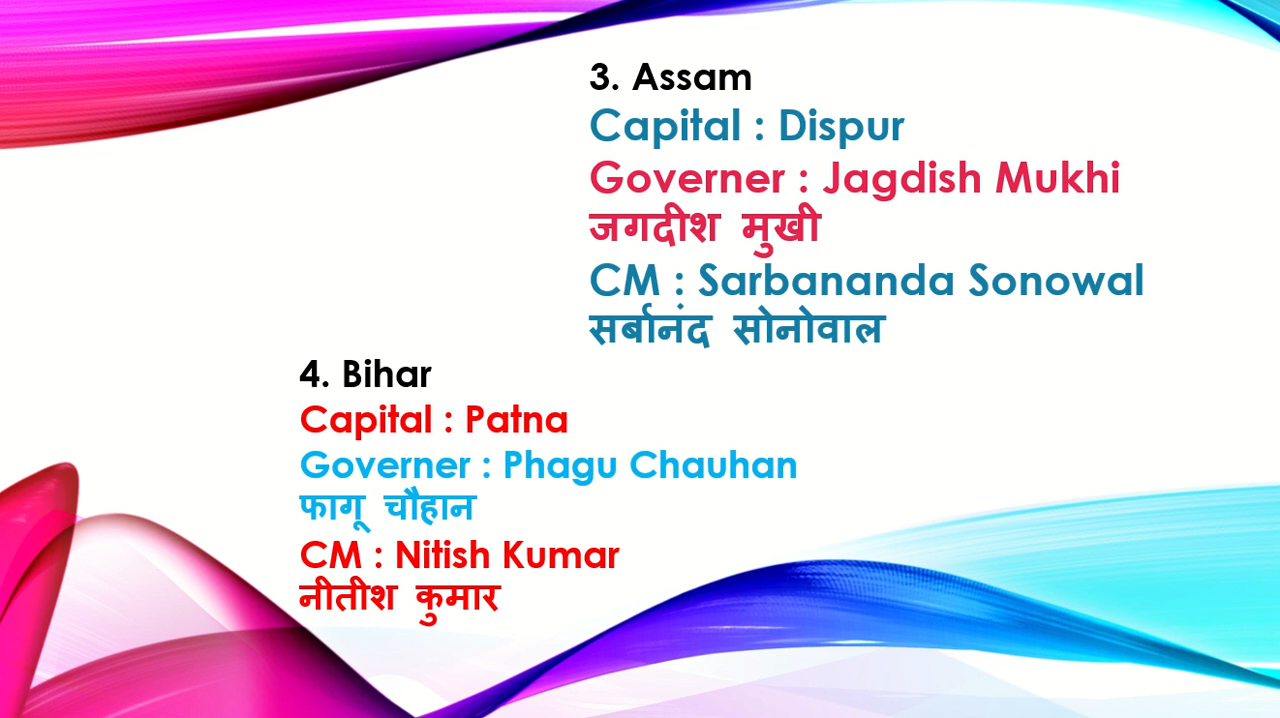 3. Assam
Capital : Dispur
Governer : Jagdish Mukhi
जगदीश मुखी
CM : Sarbananda Sonowal
सर्बानंद सोनोवाल
4. Bihar
Capital : Patna
Governer : Phagu Chauhan
फागू चौहान
CM : Nitish Kumar
नीतीश कुमार